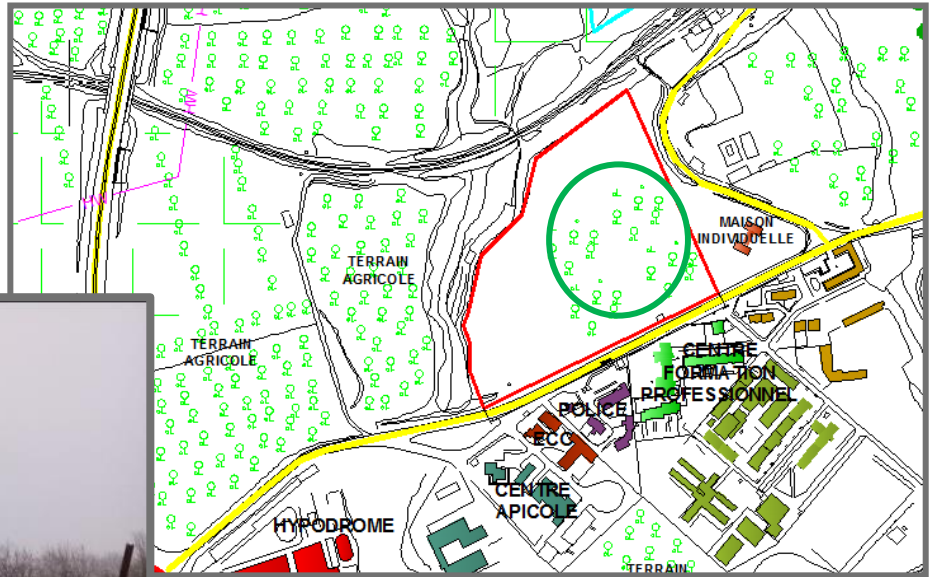 MAISON
INDIVIDUELLE
TERRAIN
AGRICOLE
TERRAIN
AGRICOLE
CENTRE
FORMATION
PROFESSIONNEL
POLICE
ECC
CENTRE
APICOLE
HYPODROME
TERRAIN